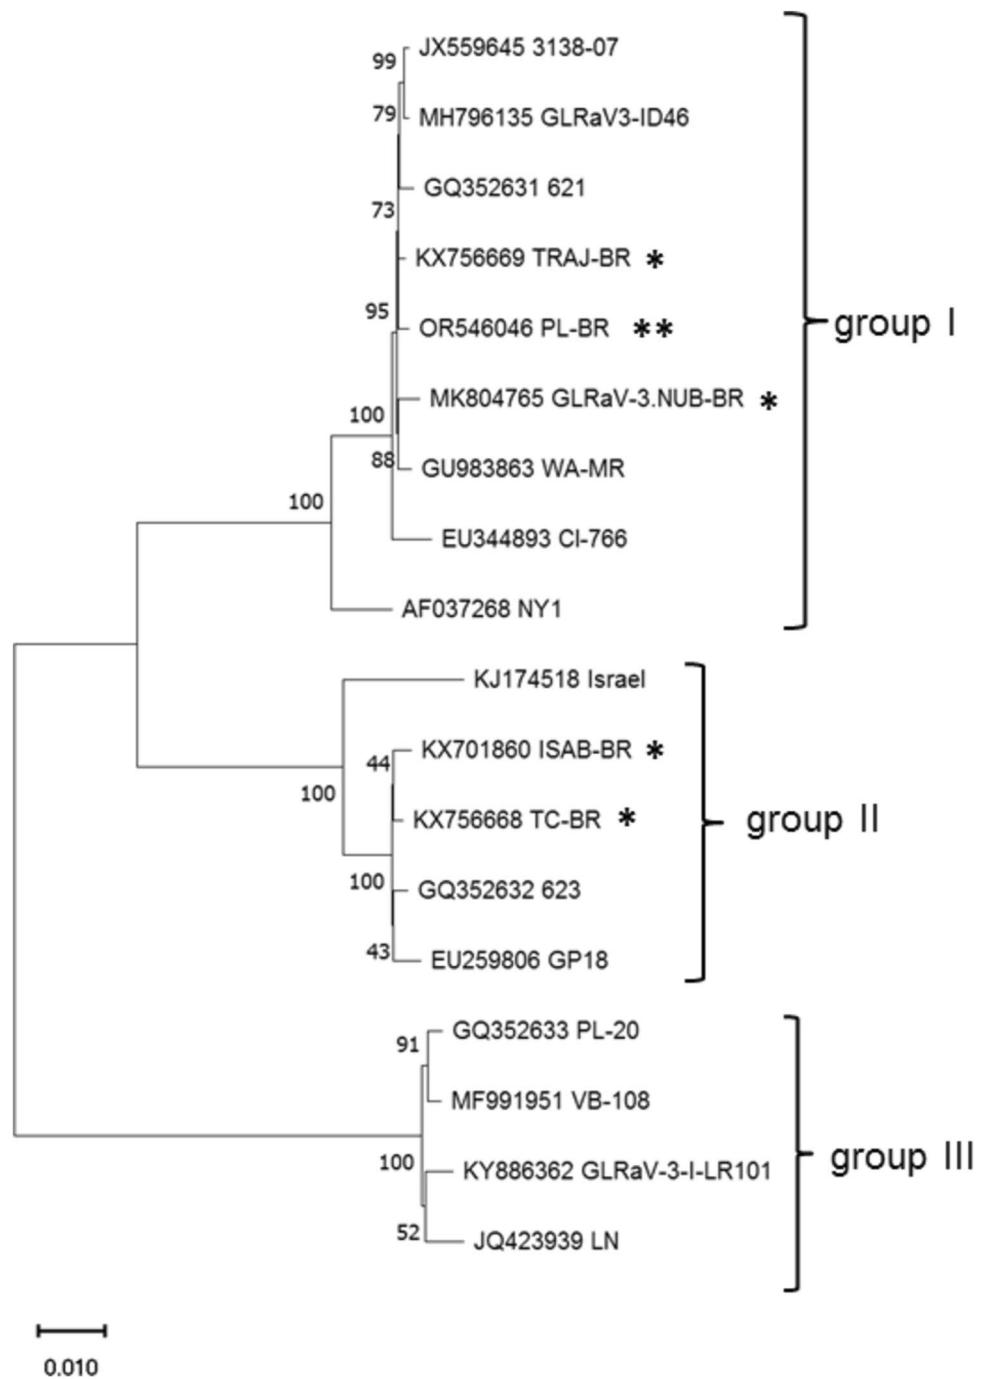 JX559645 3138-07
99
79
MH796135 GLRaV3-ID46
GQ352631 621
73
KX756669 TRAJ-BR *
95
OR546046 PL-BR **
group I
MK804765 GLRaV-3.NUB-BR *
100
88
GU983863 WA-MR
100
EU344893 CI-766
AF037268 NY1
KJ174518 Israel
KX701860 ISAB-BR *
44
100
KX756668 TC-BR *
group II
100
GQ352632 623
43
EU259806 GP18
GQ352633 PL-20
91
MF991951 VB-108
100
KY886362 GLRaV-3-I-LR101
group III
52
JQ423939 LN
0.010